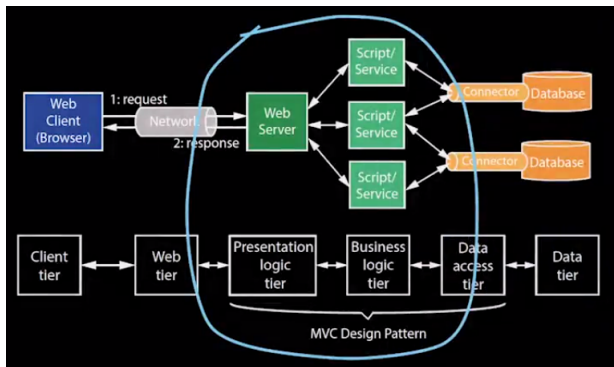 Script/
Service
1: request
Web
Client
(Browser)
Network
2: response
Web
Server
Script/
Service
Script/
Service
Connector
Database
Connector
Database
Client
tier
Web
tier
Presentation
logic
tier
Business
logic
tier
Data
access
tier
Data
tier
MVC Design Pattern